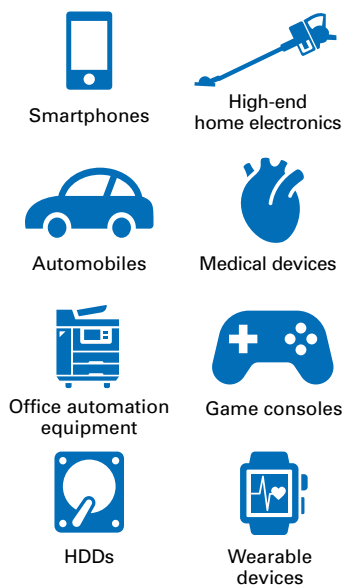 Smartphones
High-end
home electronics
Automobiles
Medical devices
Office automation
equipment
Game consoles
HDDs
Wearable
devices